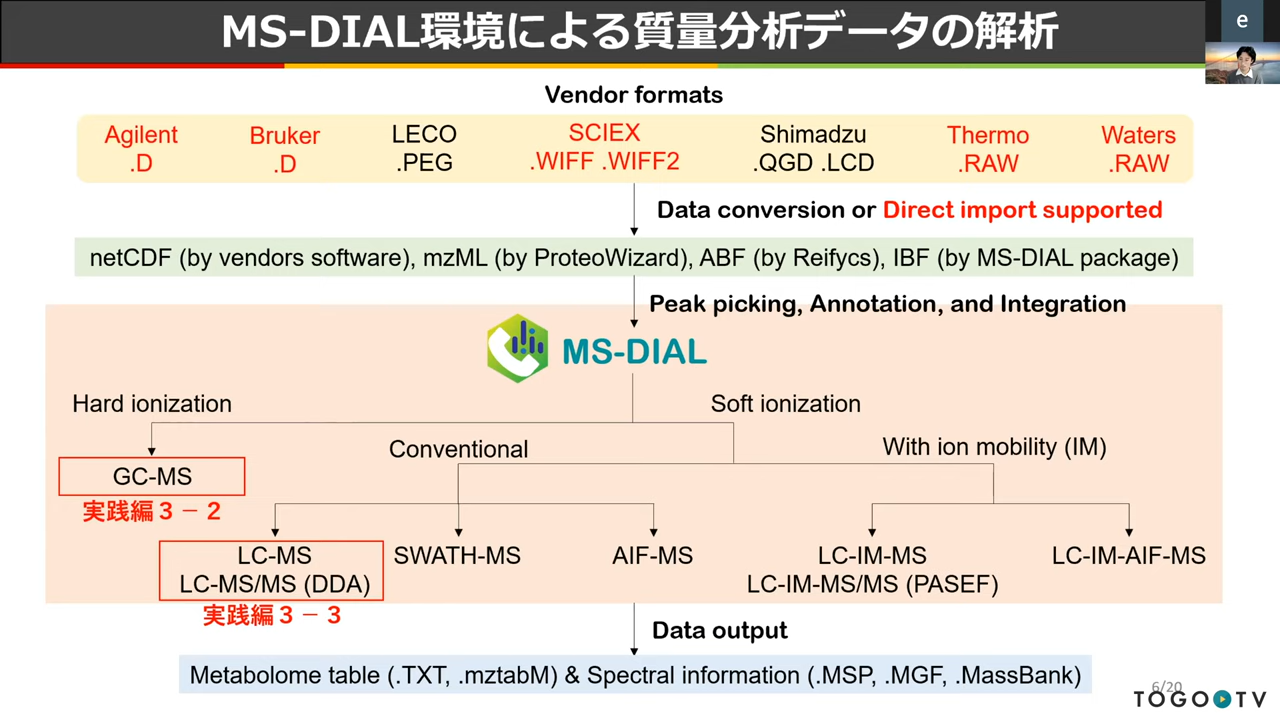 MS-DIAL環境による質量分析データの解析
e
Vendor formats
Agilent
.D
Bruker
.D
LECO
.PEG
SCIEX
.WIFF .WIFF2
Shimadzu
.QGD .LCD
Thermo
.RAW
Waters
.RAW
Data conversion or Direct import supported
netCDF (by vendors software), mzML (by ProteoWizard), ABF (by Reifycs), IBF (by MS-DIAL package)
Peak picking, Annotation, and Integration
MS-DIAL
Hard ionization
Soft ionization
Conventional
With ion mobility (IM)
GC-MS
実践編3-2
LC-MS
LC-MS/MS (DDA)
実践編3-3
SWATH-MS
AIF-MS
LC-IM-MS
LC-IM-MS/MS (PASEF)
LC-IM-AIF-MS
Data output
Metabolome table (.TXT, .mztabM) & Spectral information (.MSP, .MGF, .MassBank)
6/20
TOGO TV